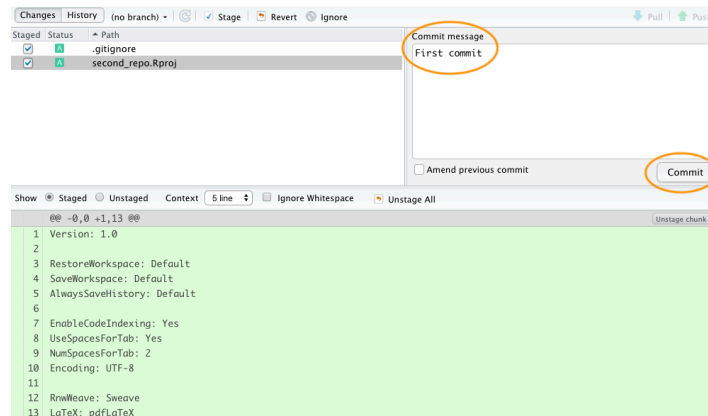 Changes History (no branch) Stage Revert Ignore Pull Push
Staged Status Path
A .gitignore
A second_repo.Rproj
Commit message
First commit
Amend previous commit Commit
Show Staged Unstaged Context 5 line Ignore Whitespace Unstage All
@@ -0,0 +1,13 @@ Unstage chunk
1 Version: 1.0
2
3 RestoreWorkspace: Default
4 SaveWorkspace: Default
5 AlwaysSaveHistory: Default
6
7 EnableCodeIndexing: Yes
8 UseSpacesForTab: Yes
9 NumSpacesForTab: 2
10 Encoding: UTF-8
11
12 RnwWeave: Sweave
13 LaTeX: pdfLaTeX